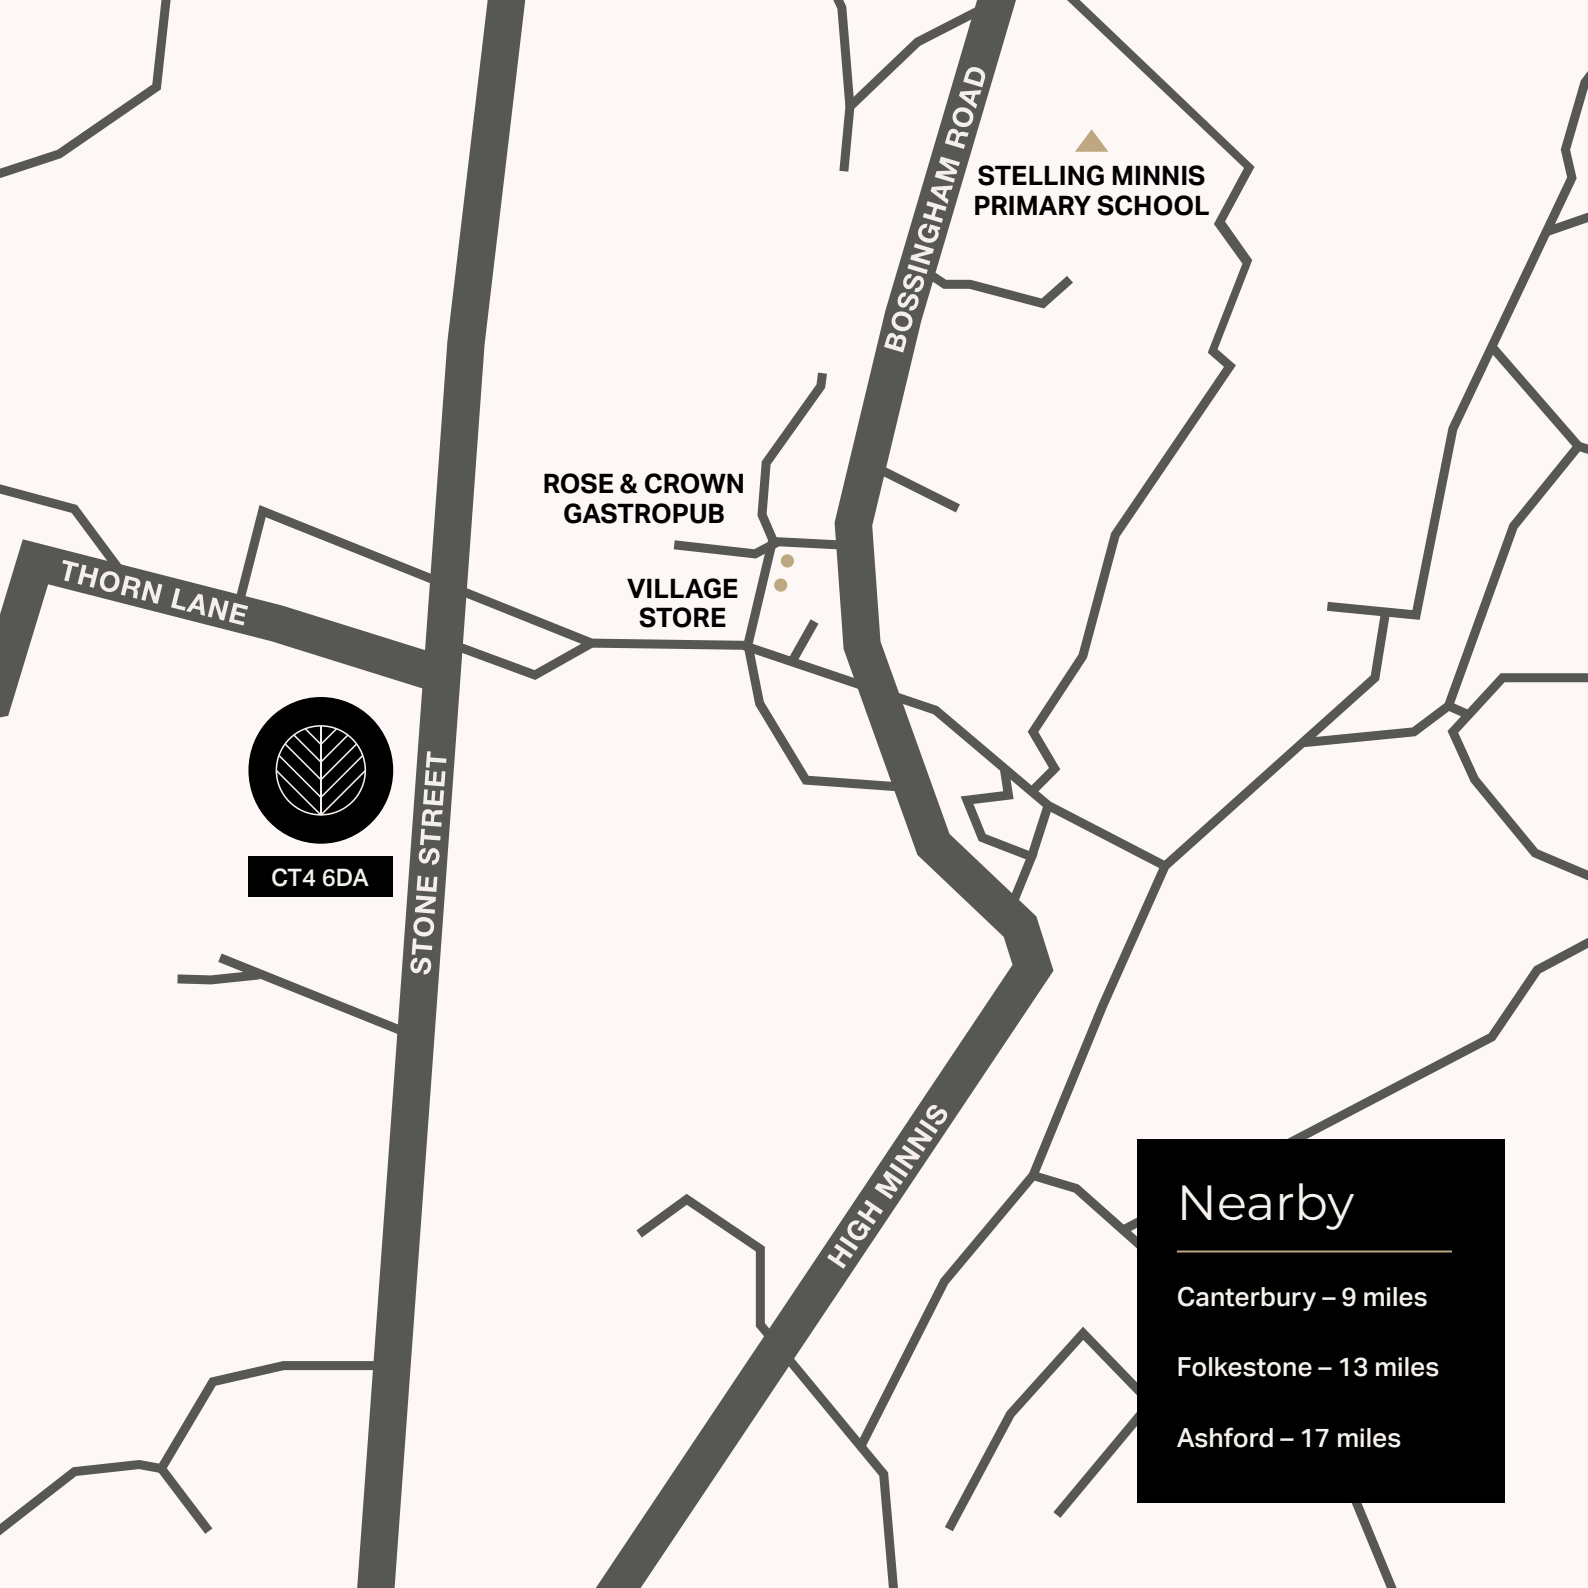 BOSSINGHAM ROAD
STELLING MINNIS
PRIMARY SCHOOL
ROSE & CROWN
GASTROPUB
THORN LANE
VILLAGE
STORE
STONE STREET
CT4 6DA
HIGH MINNIS
Nearby
Canterbury – 9 miles
Folkestone – 13 miles
Ashford – 17 miles